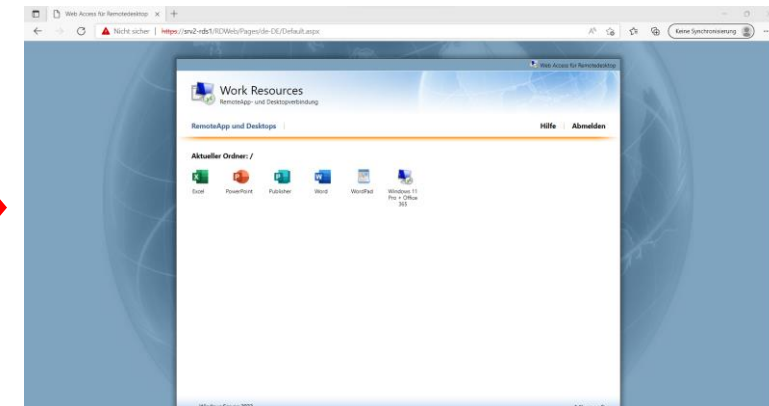 Web Access für Remotedesktop
Nicht sicher | https://srv2-rds1/RDWeb/Pages/de-DE/Default.aspx
Keine Synchronisierung
Web Access für Remotedesktop
Work Resources
RemoteApp- und Desktopverbindung
RemoteApp und Desktops
Hilfe
Abmelden
Aktueller Ordner: /
Excel
PowerPoint
Publisher
Word
WordPad
Windows 11
Pro + Office
365